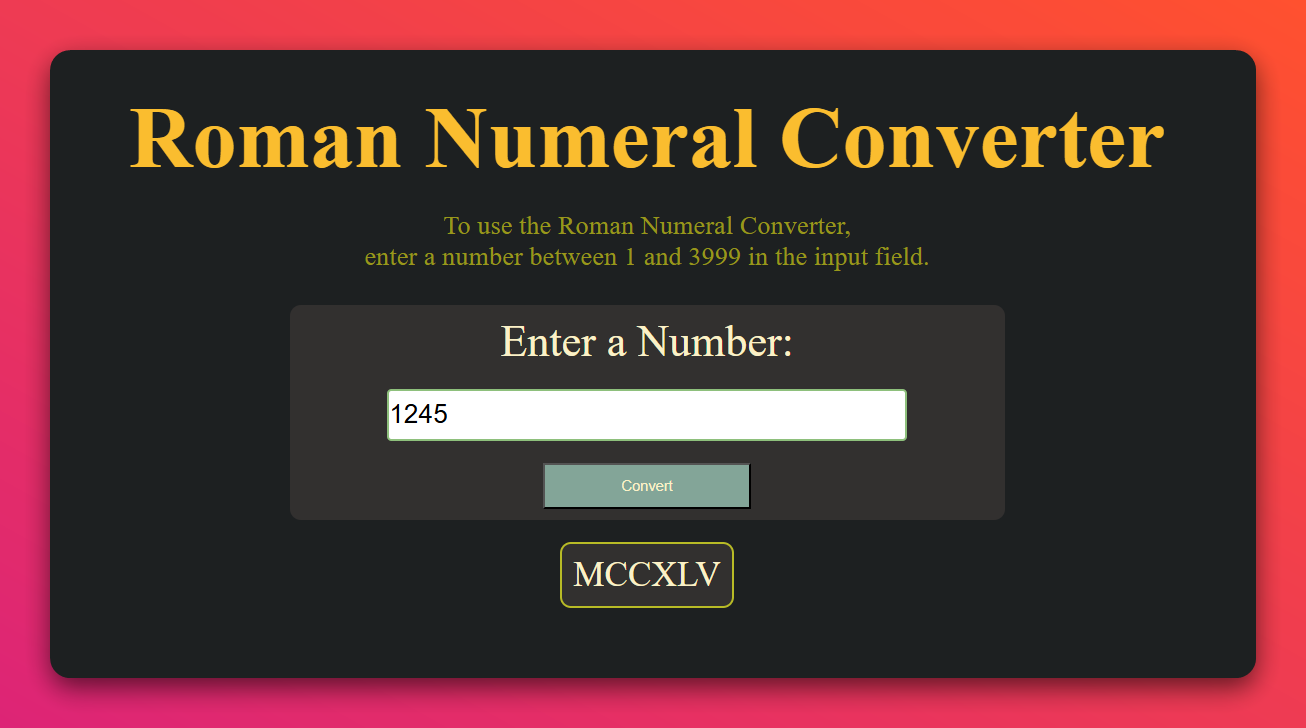 Roman Numeral Converter
To use the Roman Numeral Converter,
enter a number between 1 and 3999 in the input field.
Enter a Number:
1245
Convert
MCCXLV